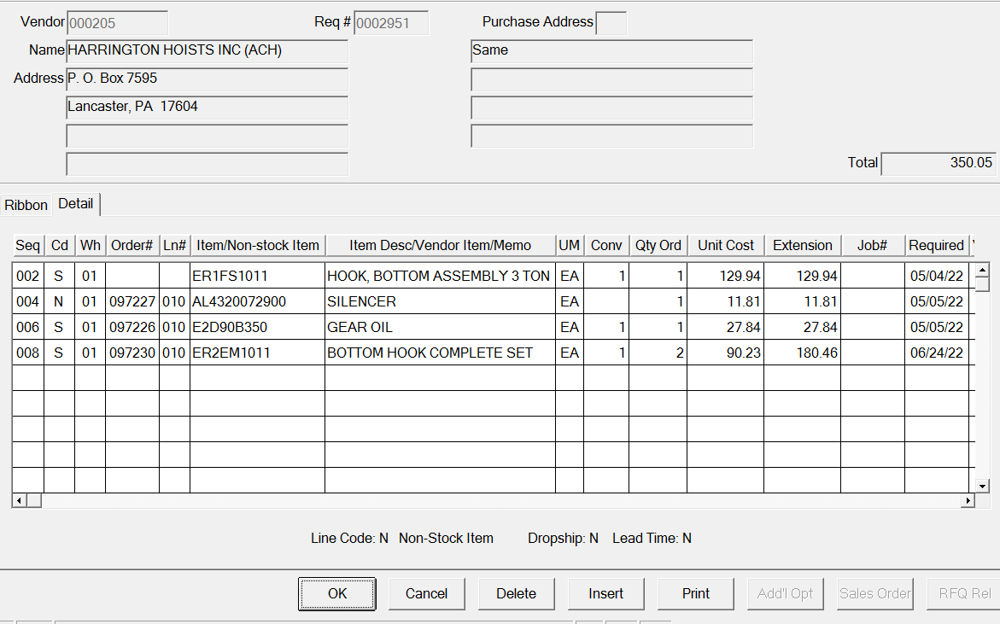 Vendor 000205 Req # 0002951 Purchase Address
Name HARRINGTON HOISTS INC (ACH) Same
Address P. O. Box 7595
Lancaster, PA  17604
Total 350.05
Ribbon Detail
Seq Cd Wh Order# Ln# Item/Non-stock Item Item Desc/Vendor Item/Memo UM Conv Qty Ord Unit Cost Extension Job# Required
002 S 01 ER1FS1011 HOOK, BOTTOM ASSEMBLY 3 TON EA 1 1 129.94 129.94 05/04/22
004 N 01 097227 010 AL4320072900 SILENCER EA 1 11.81 11.81 05/05/22
006 S 01 097226 010 E2D90B350 GEAR OIL EA 1 1 27.84 27.84 05/05/22
008 S 01 097230 010 ER2EM1011 BOTTOM HOOK COMPLETE SET EA 1 2 90.23 180.46 06/24/22
Line Code: N Non-Stock Item Dropship: N Lead Time: N
OK Cancel Delete Insert Print Add'l Opt Sales Order RFQ Rel